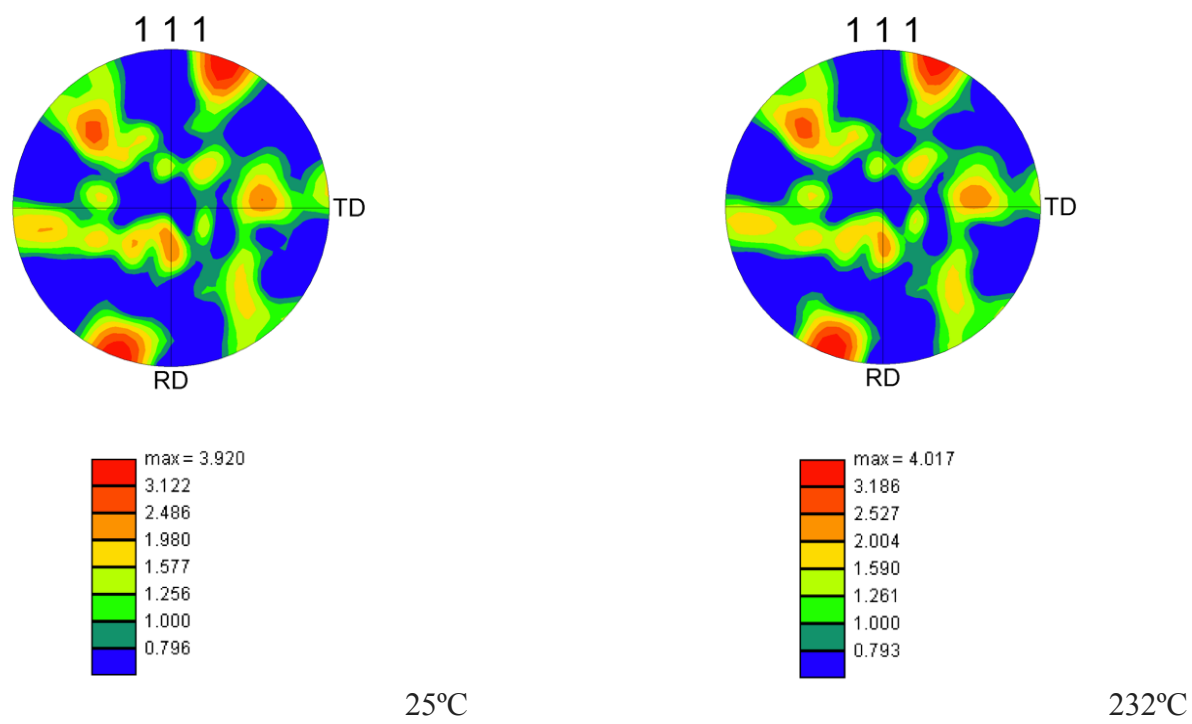 1 1 1
TD
RD
max = 3.920
3.122
2.486
1.980
1.577
1.256
1.000
0.796
25ºC
1 1 1
TD
RD
max = 4.017
3.186
2.527
2.004
1.590
1.261
1.000
0.793
232ºC